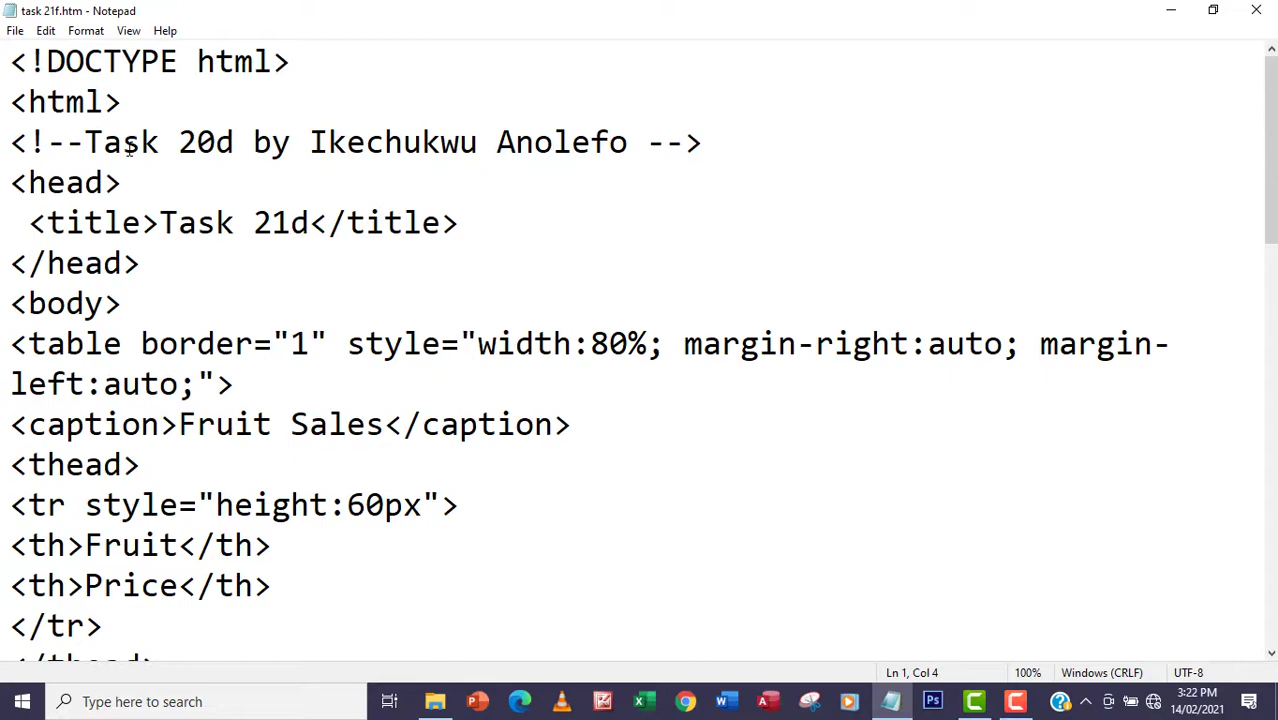 task 21f.htm - Notepad
File Edit Format View Help
<!DOCTYPE html>
<html>
<!--Task 20d by Ikechukwu Anolefo -->
<head>
<title>Task 21d</title>
</head>
<body>
<table border="1" style="width:80%; margin-right:auto; margin-
left:auto;">
<caption>Fruit Sales</caption>
<thead>
<tr style="height:60px">
<th>Fruit</th>
<th>Price</th>
</tr>
</thead>
Ln 1, Col 4 100% Windows (CRLF) UTF-8
Type here to search
3:22 PM
14/02/2021